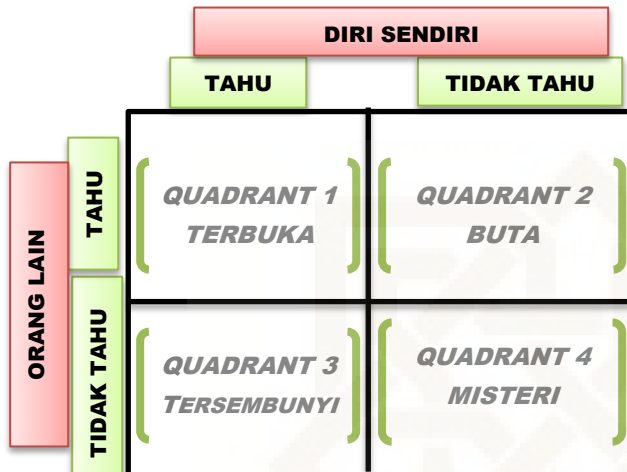 DIRI SENDIRI
TAHU
TIDAK TAHU
ORANG LAIN
TAHU
QUADRANT 1
TERBUKA
QUADRANT 2
BUTA
TIDAK TAHU
QUADRANT 3
TERSEMBUNYI
QUADRANT 4
MISTERI